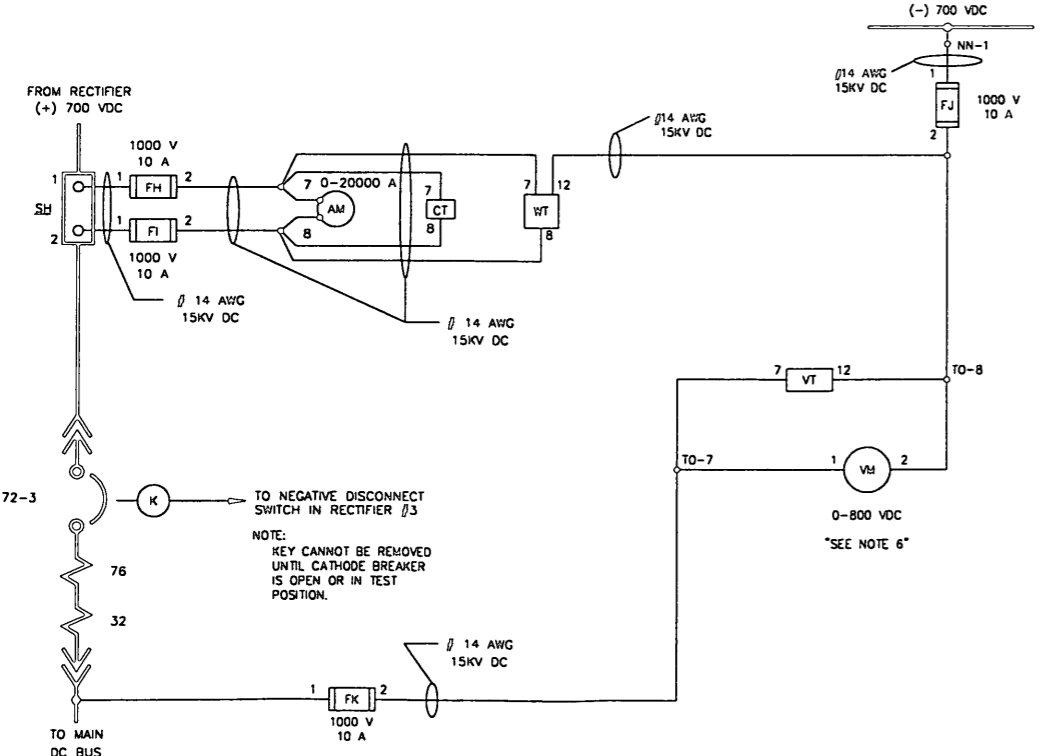 (-) 700 VDC
NN-1
#14 AWG
15KV DC
1
FJ
2
1000 V
10 A
FROM RECTIFIER
(+) 700 VDC
1000 V
10 A
1
SH
2
1
FH
2
1
FI
2
1000 V
10 A
# 14 AWG
15KV DC
7
0-20000 A
AM
8
7
CT
8
# 14 AWG
15KV DC
7
12
WT
8
#14 AWG
15KV DC
7
VT
12
TO-8
TO-7
1
VM
2
0-800 VDC
"SEE NOTE 6"
72-3
K
TO NEGATIVE DISCONNECT
SWITCH IN RECTIFIER #3
NOTE:
KEY CANNOT BE REMOVED
UNTIL CATHODE BREAKER
IS OPEN OR IN TEST
POSITION.
76
32
# 14 AWG
15KV DC
1
FK
2
1000 V
10 A
TO MAIN
DC BUS